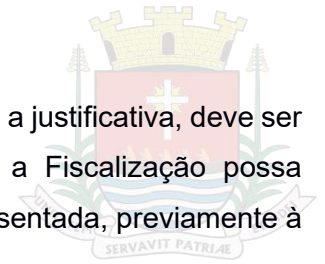 a justificativa, deve ser
a Fiscalização possa
sentada, previamente à
SERVAVIT PATRIAE